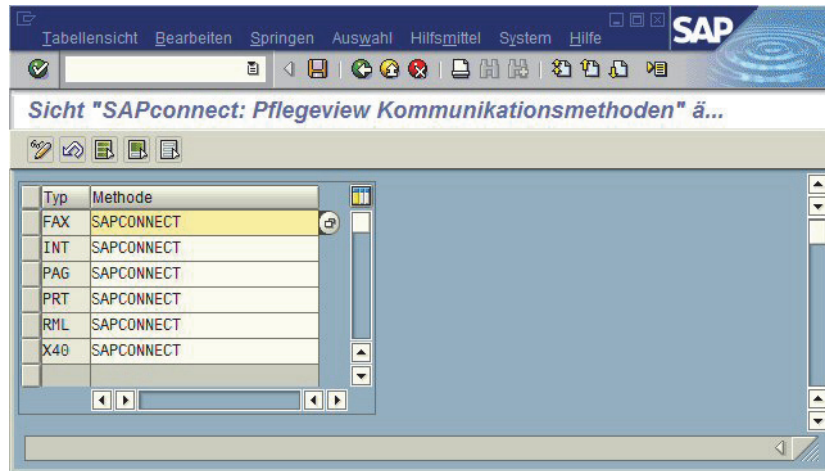 Tabellensicht Bearbeiten Springen Auswahl Hilfsmittel System Hilfe
SAP
Sicht "SAPconnect: Pflegeview Kommunikationsmethoden" ä...
Typ Methode
FAX SAPCONNECT
INT SAPCONNECT
PAG SAPCONNECT
PRT SAPCONNECT
RML SAPCONNECT
X40 SAPCONNECT